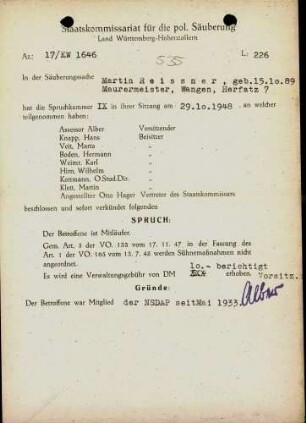 Staatskommissariat für die pol. Säuberung
Land Württemberg-Hohenzollern
Az: 17/KW 1646
L: 226
535
In der Säuberungssache Martin Reissner, geb.15.10.89
Maurermeister, Wangen, Herfatz 7
hat die Spruchkammer IX in ihrer Sitzung am 29.10.1948, an welcher
teilgenommen haben:
Assessor Alber Vorsitzender
Knapp, Hans Beisitzer
Veit, Maria "
Boden, Hermann "
Weiner, Karl "
Hirn, Wilhelm "
Kottmann, O.Stud.Dir. "
Klett, Martin "
Angestellter Otto Hager Vertreter des Staatskommissars
beschlossen und sofort verkündet folgenden
SPRUCH:
Der Betroffene ist Mitläufer.
Gem. Art. 3 der VO. 133 vom 17. 11. 47 in der Fassung des
Art. 1 der VO. 165 vom 13. 7. 48 werden Sühnemaßnahmen nicht
angeordnet.
10.- berichtigt
Es wird eine Verwaltungsgebühr von DM erhoben. Vorsitz.
Alber
Gründe:
Der Betroffene war Mitglied der NSDAP seit Mai 1933.